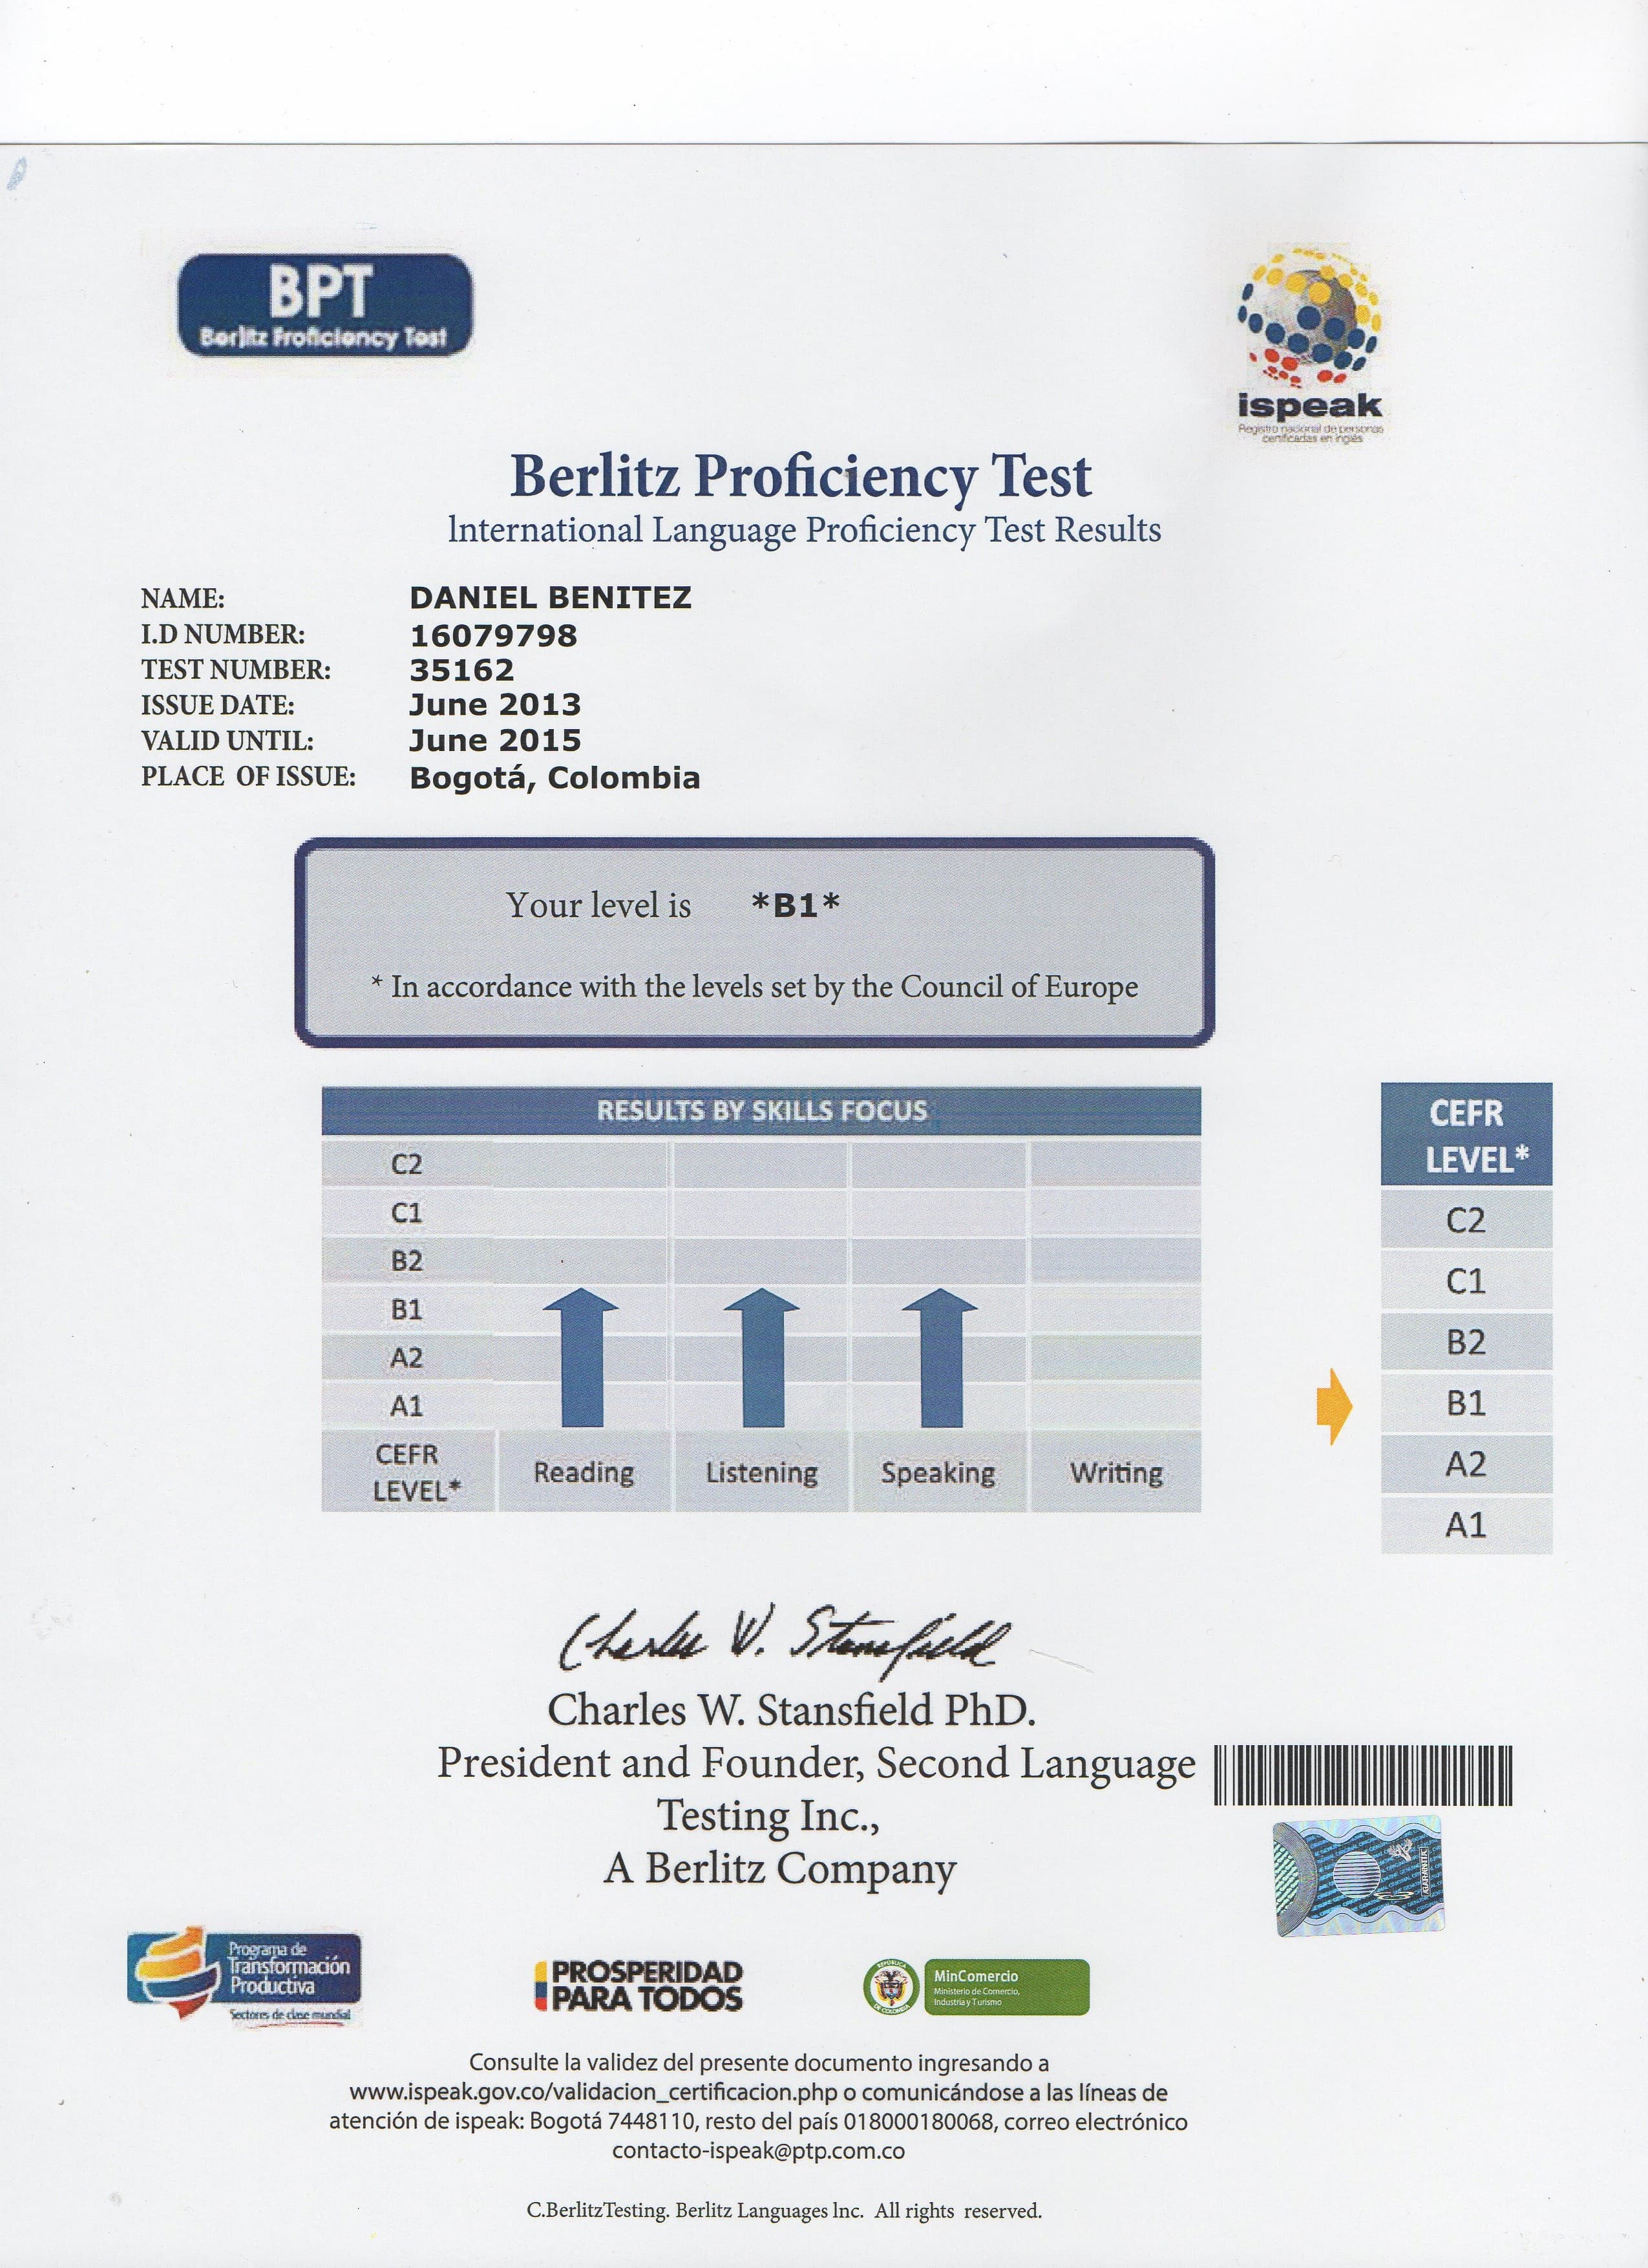 BPT
Berlitz Proficiency Test
ispeak
Registro nacional de personas
certificadas en inglés
Berlitz Proficiency Test
International Language Proficiency Test Results
NAME: DANIEL BENITEZ
I.D NUMBER: 16079798
TEST NUMBER: 35162
ISSUE DATE: June 2013
VALID UNTIL: June 2015
PLACE OF ISSUE: Bogotá, Colombia
Your level is *B1*
* In accordance with the levels set by the Council of Europe
RESULTS BY SKILLS FOCUS
C2
C1
B2
B1
A2
A1
CEFR
LEVEL* Reading Listening Speaking Writing
CEFR
LEVEL*
C2
C1
B2
B1
A2
A1
Charles W. Stansfield
Charles W. Stansfield PhD.
President and Founder, Second Language
Testing Inc.,
A Berlitz Company
GARANTIA
Programa de
Transformación
Productiva
Sectores de clase mundial
PROSPERIDAD
PARA TODOS
REPÚBLICA
DE COLOMBIA
MinComercio
Ministerio de Comercio,
Industria y Turismo
Consulte la validez del presente documento ingresando a
www.ispeak.gov.co/validacion_certificacion.php o comunicándose a las líneas de
atención de ispeak: Bogotá 7448110, resto del país 018000180068, correo electrónico
contacto-ispeak@ptp.com.co
C.BerlitzTesting. Berlitz Languages lnc. All rights reserved.